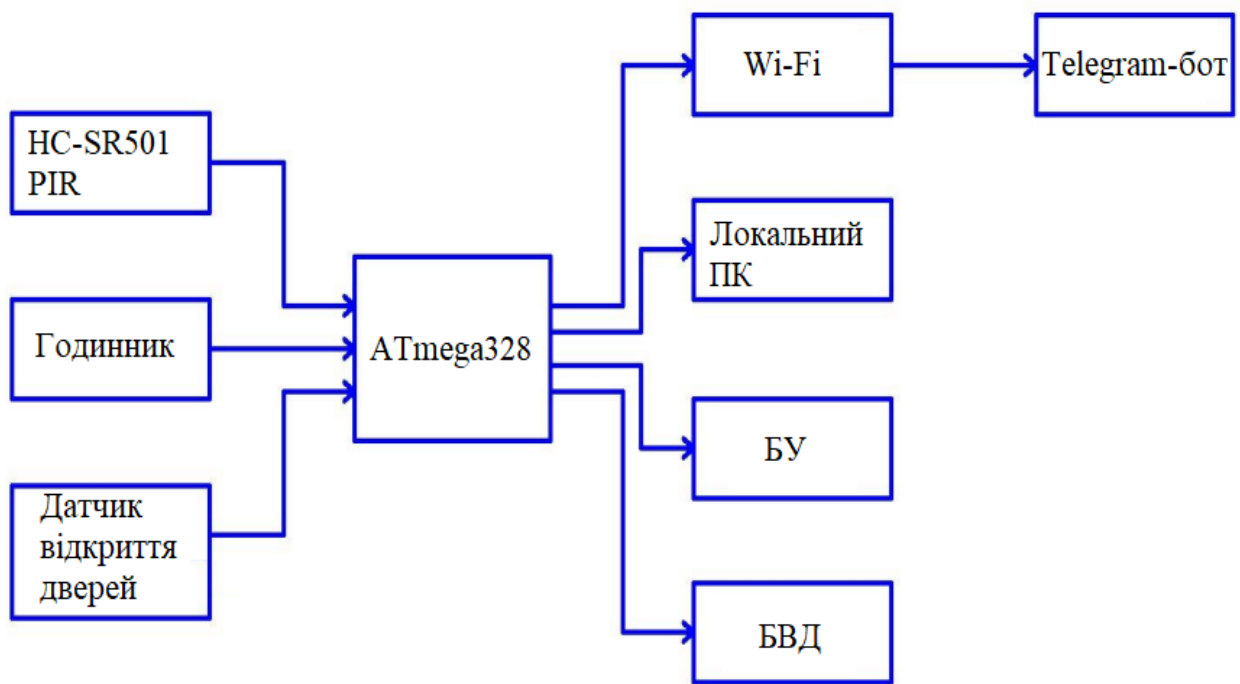 Wi-Fi
Telegram-бот
HC-SR501
PIR
Локальний
ПК
Годинник
ATmega328
БУ
Датчик
відкриття
дверей
БВД